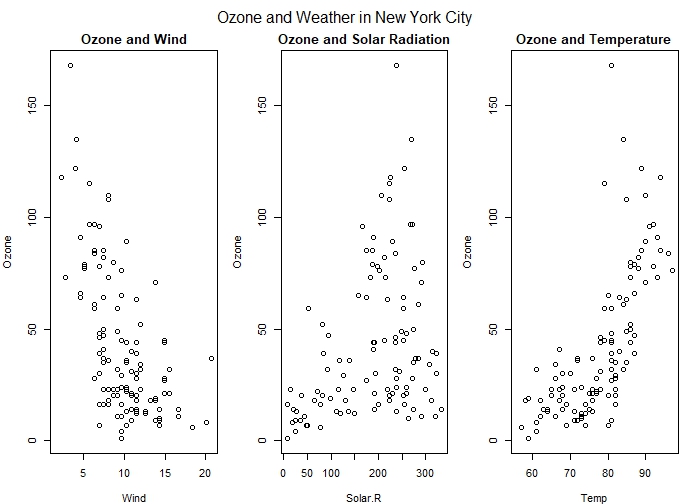 Ozone and Weather in New York City
Ozone and Wind
Ozone
150
100
50
0
5 10 15 20
Wind
Ozone and Solar Radiation
Ozone
150
100
50
0
0 50 100 200 300
Solar.R
Ozone and Temperature
Ozone
150
100
50
0
60 70 80 90
Temp